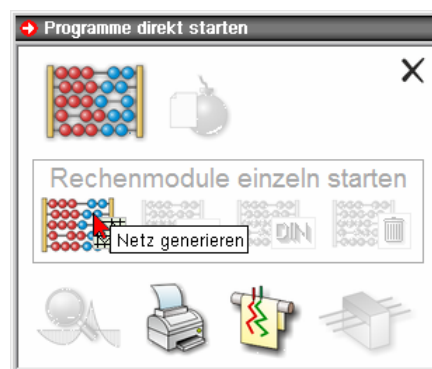 Programme direkt starten
Rechenmodule einzeln starten
DIN
Netz generieren